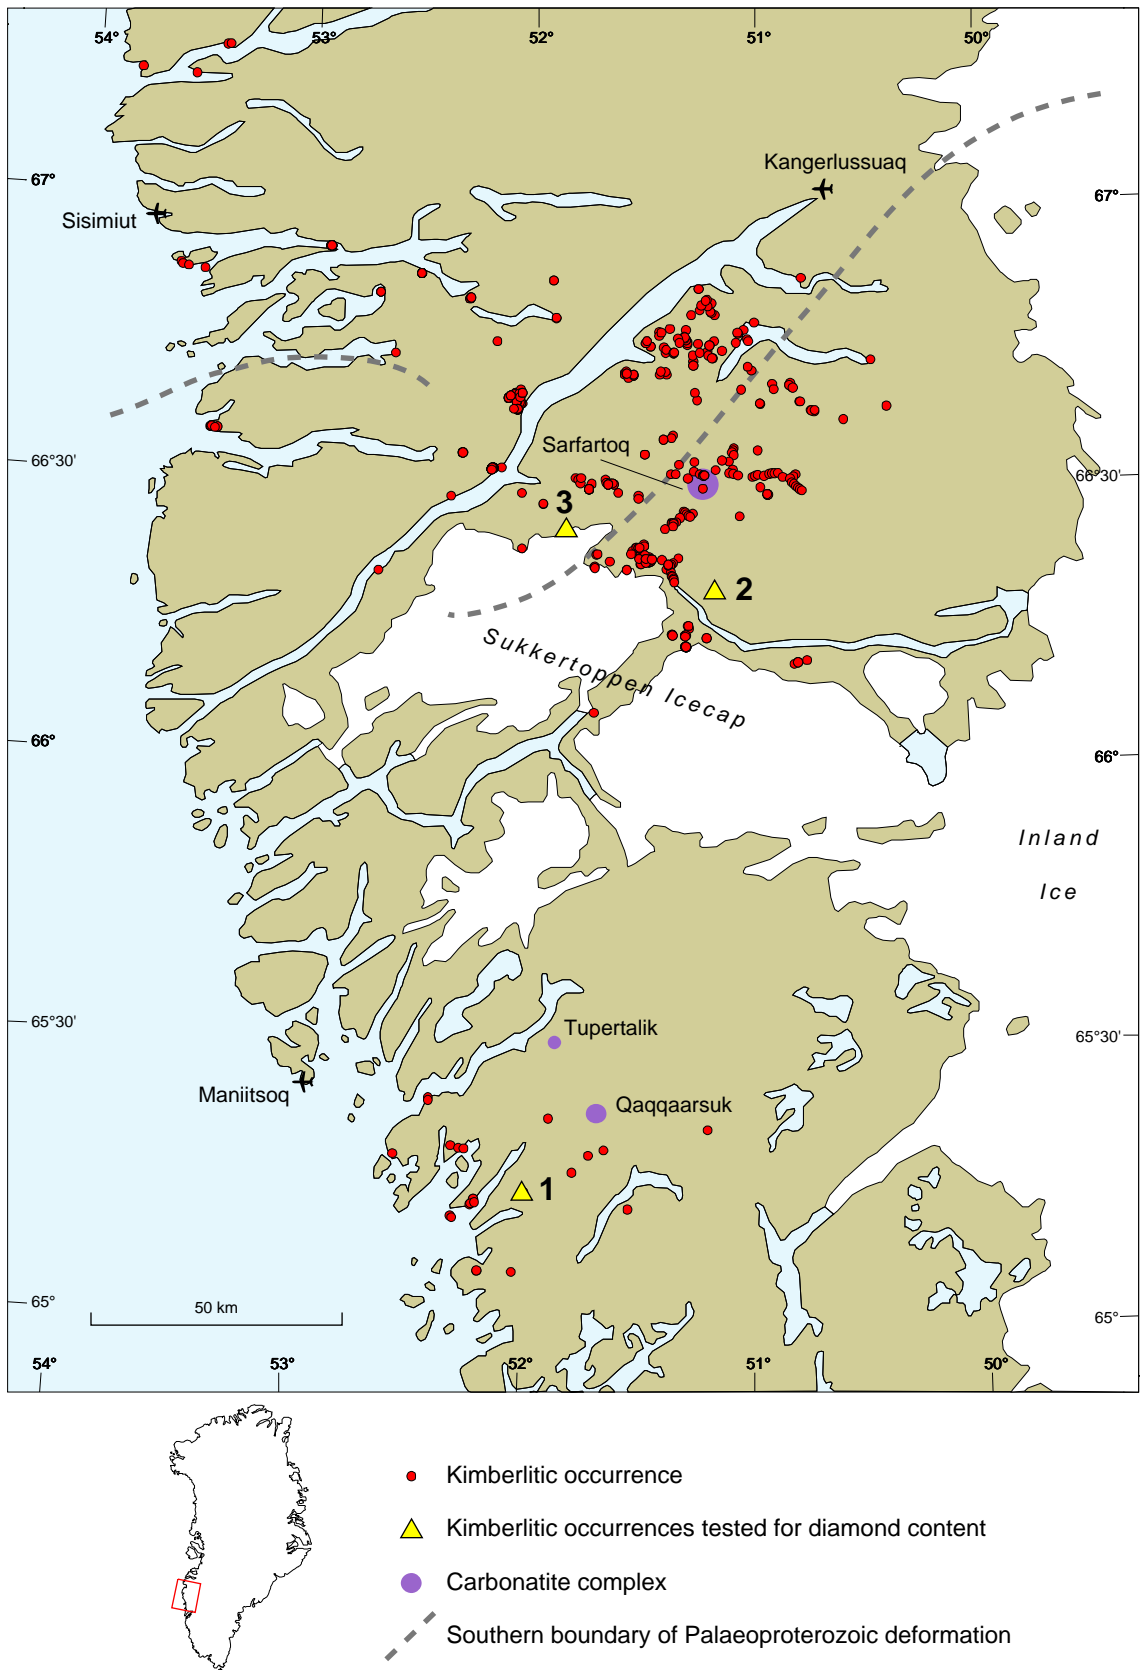 54° 53° 52° 51° 50°
Kangerlussuaq
67° 67°
Sisimiut
Sarfartoq
66°30' 66°30'
3
2
Sukkertoppen Icecap
66° 66°
Inland
Ice
65°30' 65°30'
Tupertalik
Maniitsoq
Qaqqaarsuk
1
65° 65°
50 km
54° 53° 52° 51° 50°
Kimberlitic occurrence
Kimberlitic occurrences tested for diamond content
Carbonatite complex
Southern boundary of Palaeoproterozoic deformation